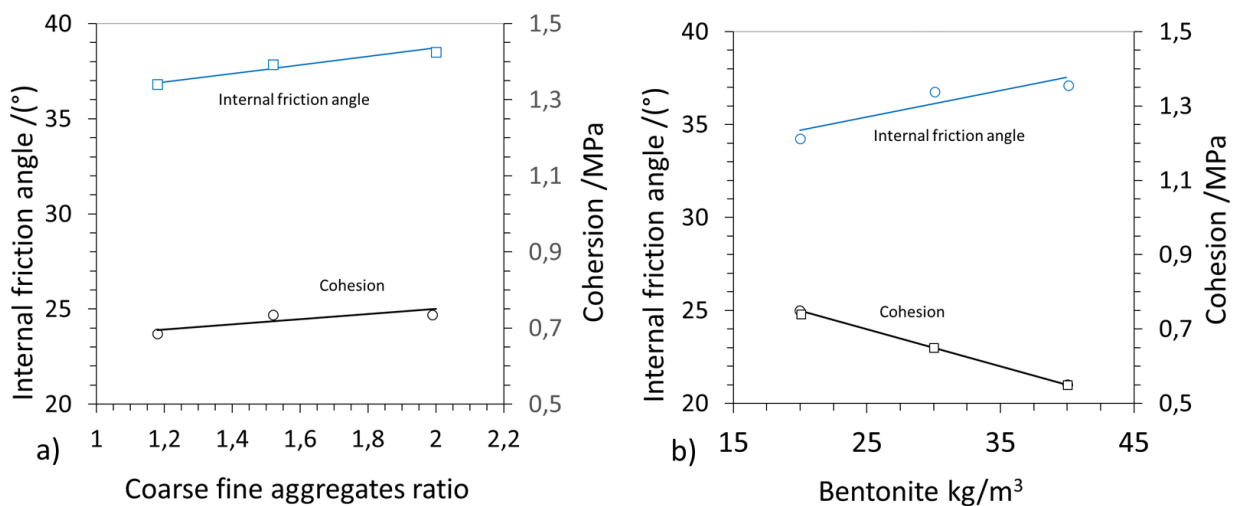 Internal friction angle /(°)
40
35
30
25
20
Internal friction angle
Cohesion
1,5
1,3
1,1
0,9
0,7
0,5
Cohersion /MPa
1 1,2 1,4 1,6 1,8 2 2,2
a)
Coarse fine aggregates ratio
Internal friction angle /(°)
40
35
30
25
20
Internal friction angle
Cohesion
1,5
1,3
1,1
0,9
0,7
0,5
Cohesion /MPa
15 25 35 45
b)
Bentonite kg/m³